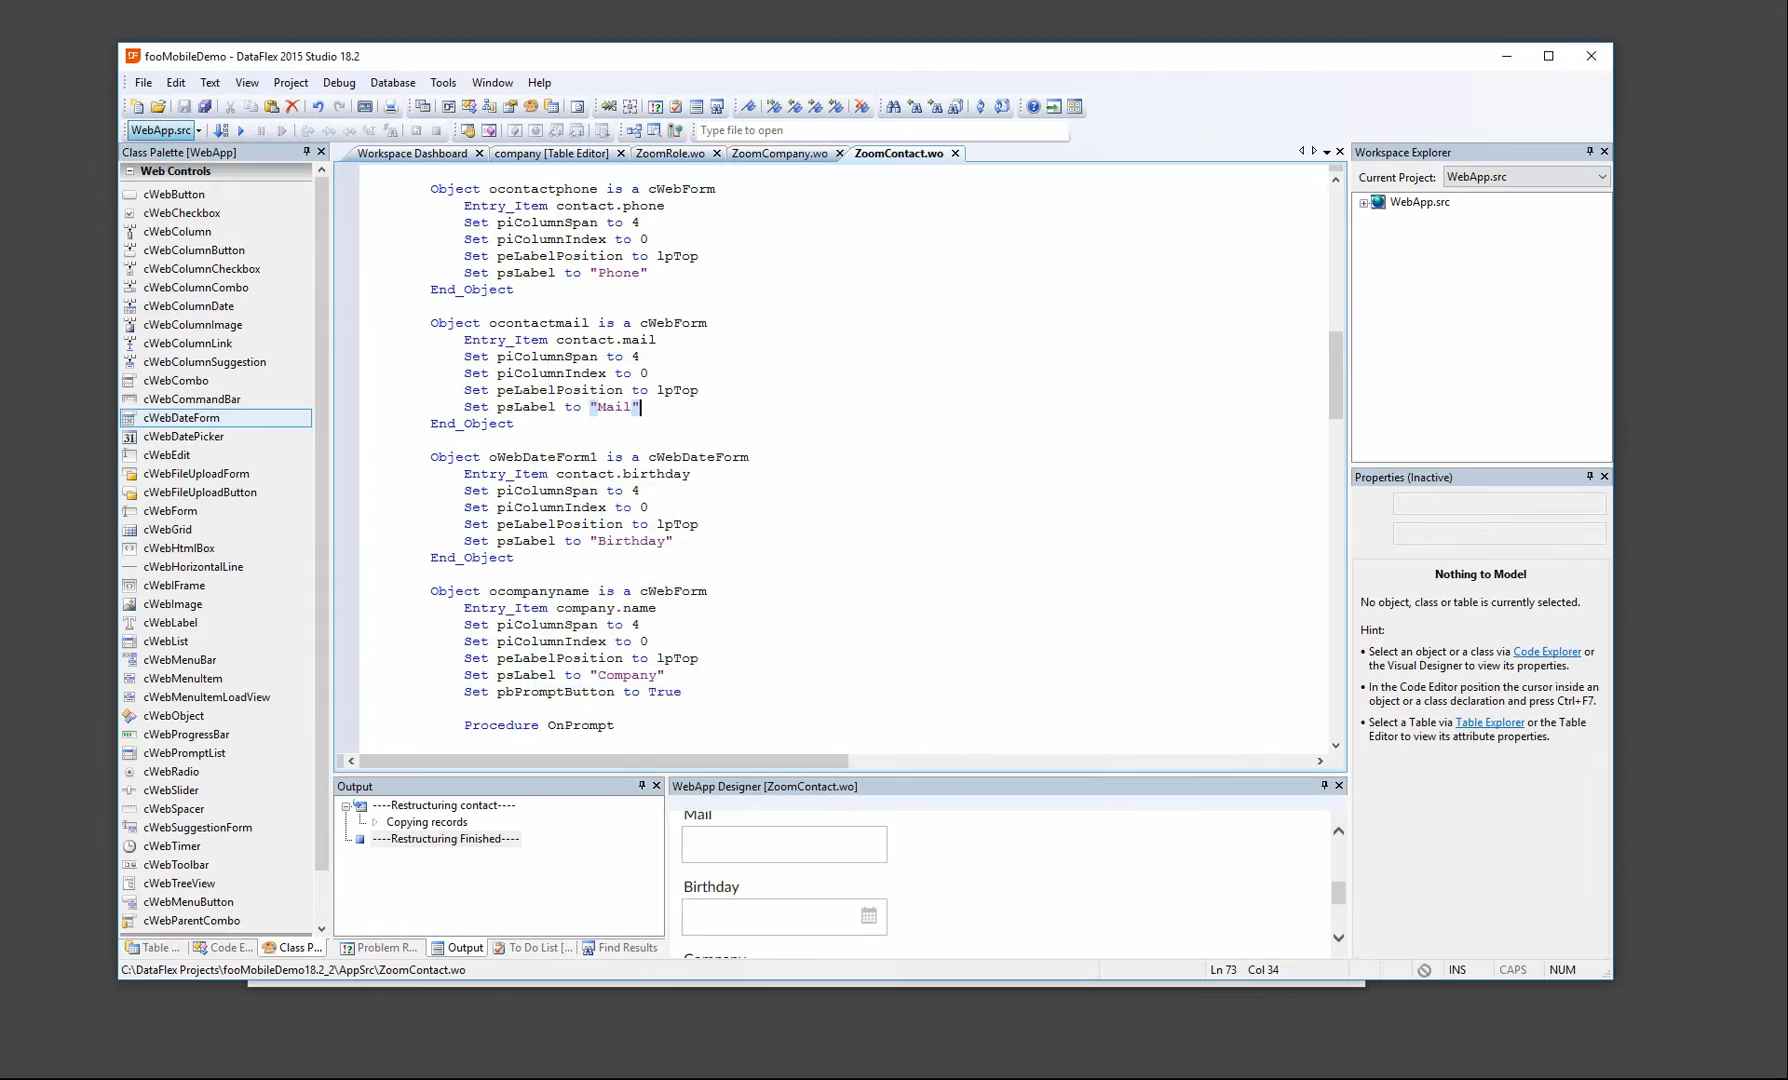 fooMobileDemo - DataFlex 2015 Studio 18.2
File Edit Text View Project Debug Database Tools Window Help
WebApp.src
Type file to open
Class Palette [WebApp]
Web Controls
cWebButton
cWebCheckbox
cWebColumn
cWebColumnButton
cWebColumnCheckbox
cWebColumnCombo
cWebColumnDate
cWebColumnImage
cWebColumnLink
cWebColumnSuggestion
cWebCombo
cWebCommandBar
cWebDateForm
cWebDatePicker
cWebEdit
cWebFileUploadForm
cWebFileUploadButton
cWebForm
cWebGrid
cWebHtmlBox
cWebHorizontalLine
cWebIFrame
cWebImage
cWebLabel
cWebList
cWebMenuBar
cWebMenuItem
cWebMenuItemLoadView
cWebObject
cWebProgressBar
cWebPromptList
cWebRadio
cWebSlider
cWebSpacer
cWebSuggestionForm
cWebTimer
cWebToolbar
cWebTreeView
cWebMenuButton
cWebParentCombo
Table ... Code E... Class P...
Workspace Dashboard company [Table Editor] ZoomRole.wo ZoomCompany.wo ZoomContact.wo
Object ocontactphone is a cWebForm
Entry_Item contact.phone
Set piColumnSpan to 4
Set piColumnIndex to 0
Set peLabelPosition to lpTop
Set psLabel to "Phone"
End_Object
Object ocontactmail is a cWebForm
Entry_Item contact.mail
Set piColumnSpan to 4
Set piColumnIndex to 0
Set peLabelPosition to lpTop
Set psLabel to "Mail"
End_Object
Object oWebDateForm1 is a cWebDateForm
Entry_Item contact.birthday
Set piColumnSpan to 4
Set piColumnIndex to 0
Set peLabelPosition to lpTop
Set psLabel to "Birthday"
End_Object
Object ocompanyname is a cWebForm
Entry_Item company.name
Set piColumnSpan to 4
Set piColumnIndex to 0
Set peLabelPosition to lpTop
Set psLabel to "Company"
Set pbPromptButton to True
Procedure OnPrompt
Output
----Restructuring contact----
Copying records
----Restructuring Finished----
Problem R... Output To Do List [... Find Results
WebApp Designer [ZoomContact.wo]
Mail
Birthday
31
Company
Workspace Explorer
Current Project: WebApp.src
WebApp.src
Properties (Inactive)
Nothing to Model
No object, class or table is currently selected.
Hint:
• Select an object or a class via Code Explorer or
the Visual Designer to view its properties.
• In the Code Editor position the cursor inside an
object or a class declaration and press Ctrl+F7.
• Select a Table via Table Explorer or the Table
Editor to view its attribute properties.
C:\DataFlex Projects\fooMobileDemo18.2_2\AppSrc\ZoomContact.wo
Ln 73 Col 34
INS CAPS NUM